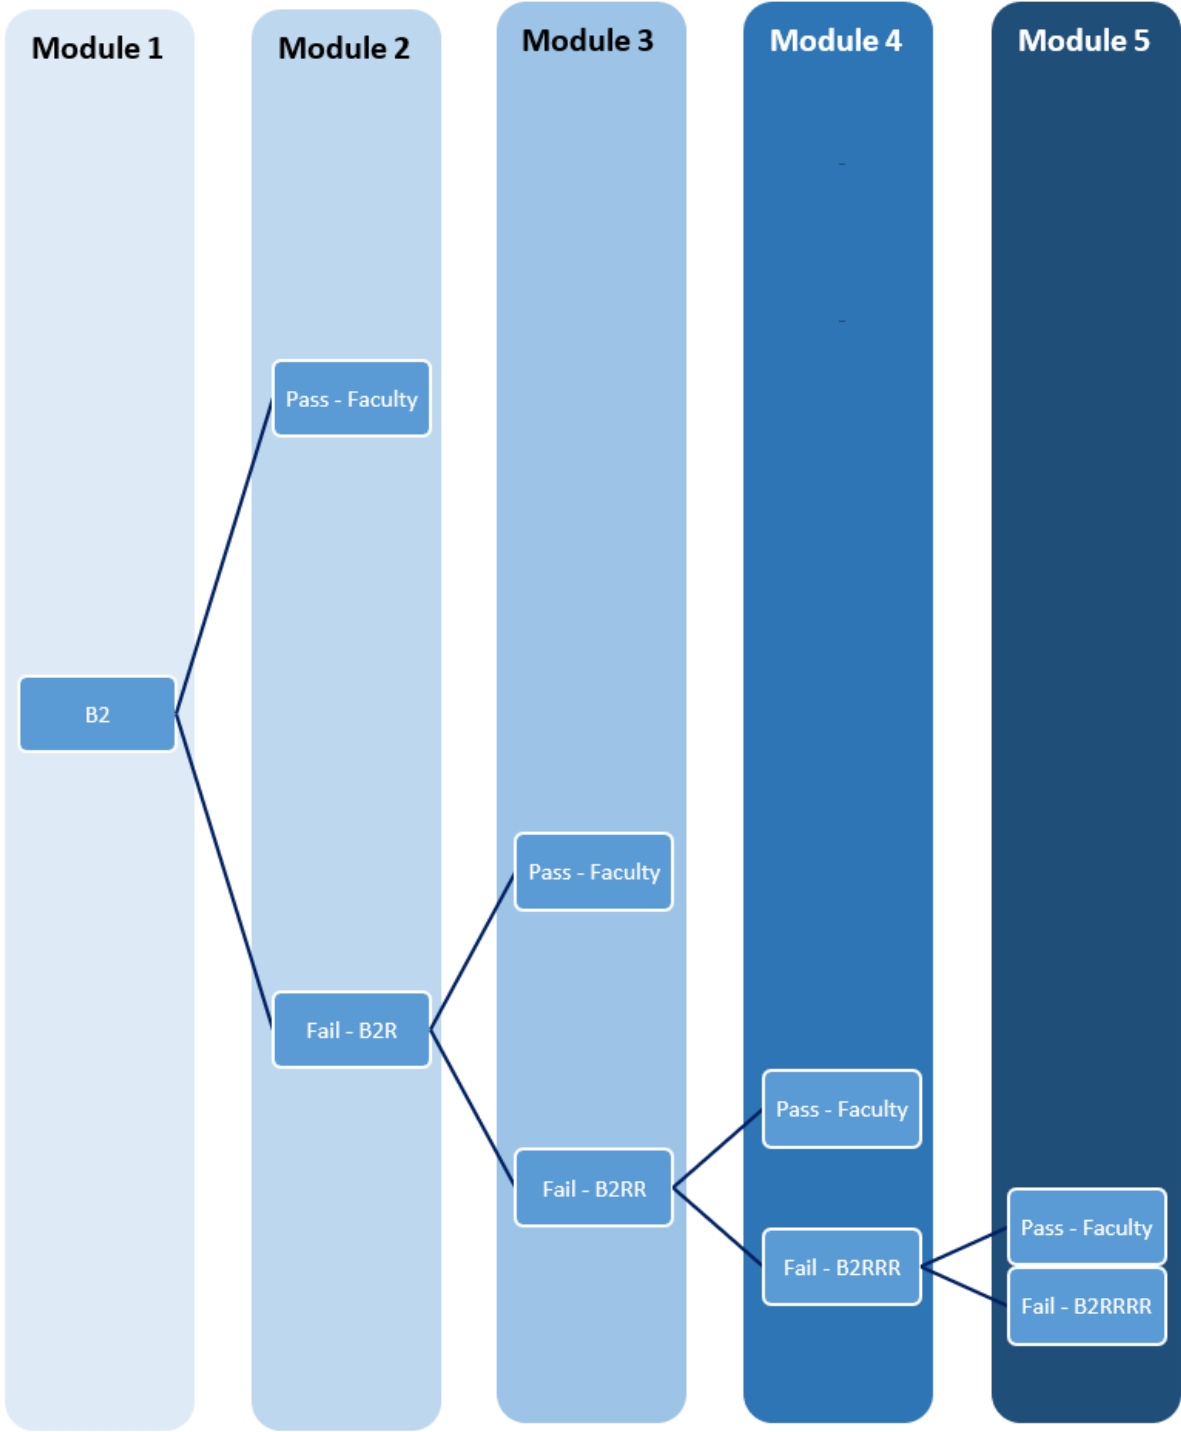 Module 1
Module 2
Module 3
Module 4
Module 5
-
-
Pass - Faculty
B2
Pass - Faculty
Fail - B2R
Pass - Faculty
Fail - B2RR
Pass - Faculty
Fail - B2RRR
Fail - B2RRRR